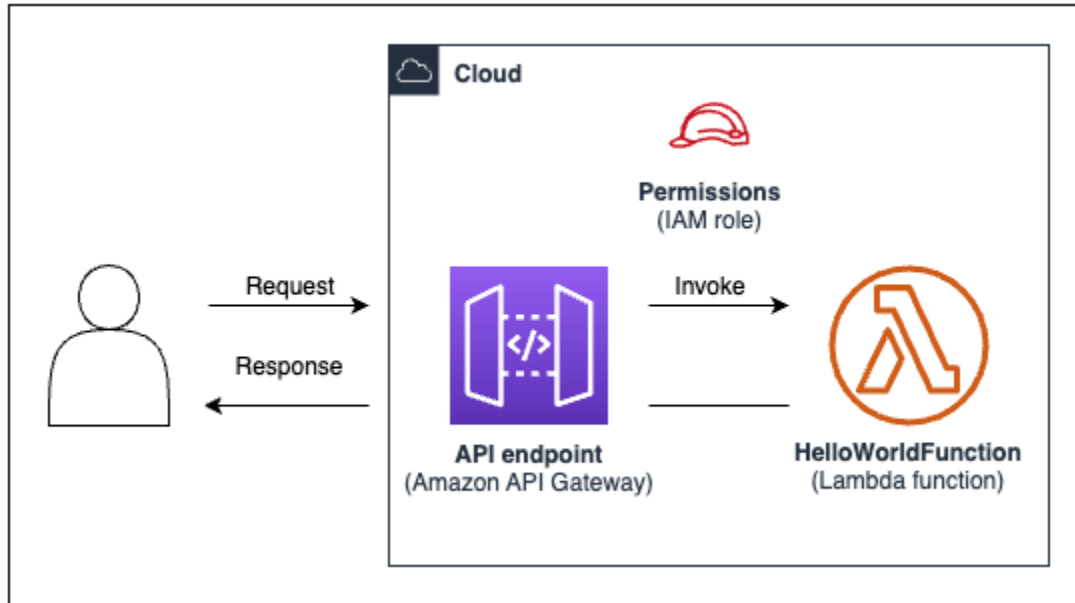 Cloud
Permissions
(IAM role)
Request
Invoke
Response
</>
API endpoint
(Amazon API Gateway)
HelloWorldFunction
(Lambda function)